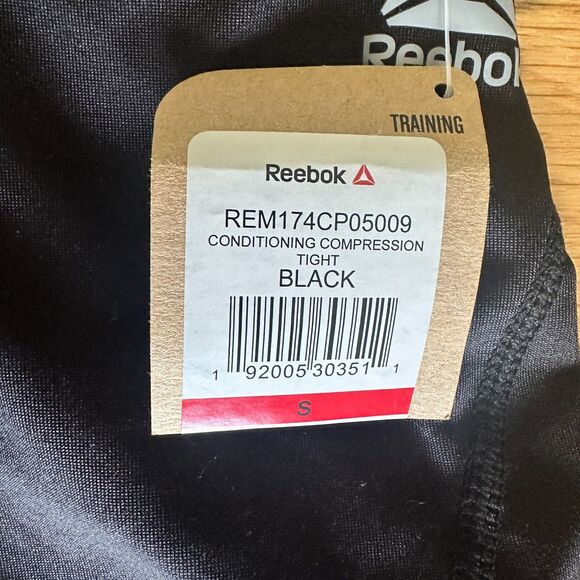 Reebok
TRAINING
Reebok
REM174CP05009
CONDITIONING COMPRESSION
TIGHT
BLACK
1 92005 30351 1
S